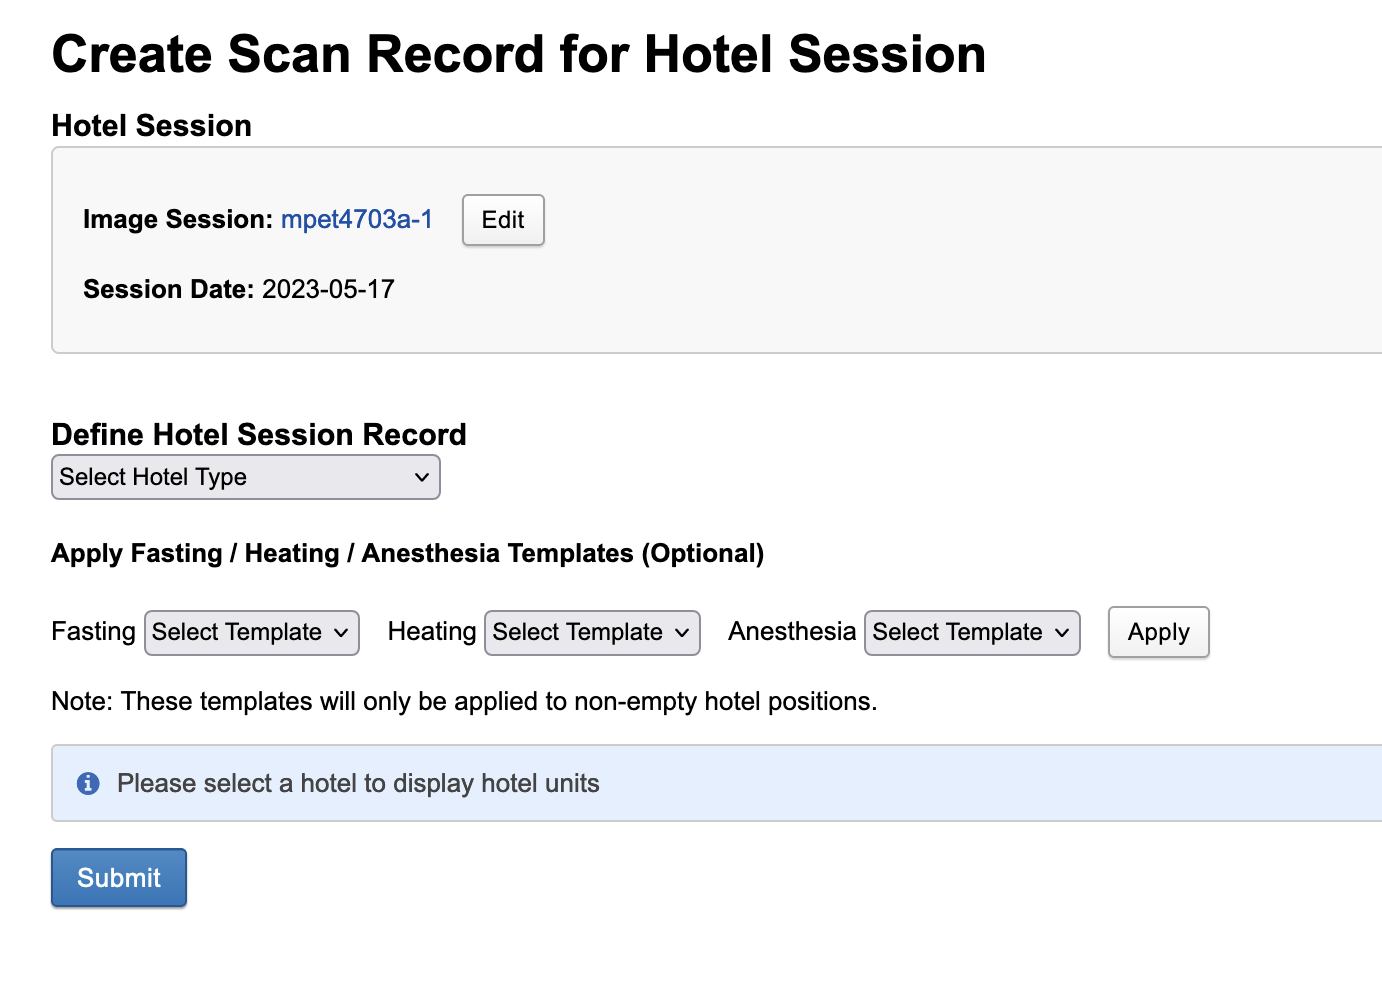 Create Scan Record for Hotel Session
Hotel Session
Image Session: mpet4703a-1 Edit
Session Date: 2023-05-17
Define Hotel Session Record
Select Hotel Type
Apply Fasting / Heating / Anesthesia Templates (Optional)
Fasting Select Template Heating Select Template Anesthesia Select Template Apply
Note: These templates will only be applied to non-empty hotel positions.
Please select a hotel to display hotel units
Submit